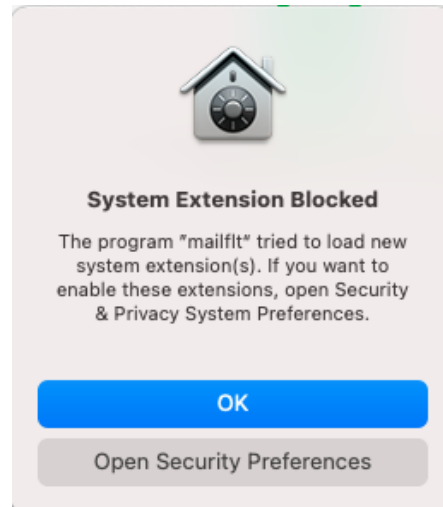 System Extension Blocked
The program "mailflt" tried to load new
system extension(s). If you want to
enable these extensions, open Security
& Privacy System Preferences.
OK
Open Security Preferences